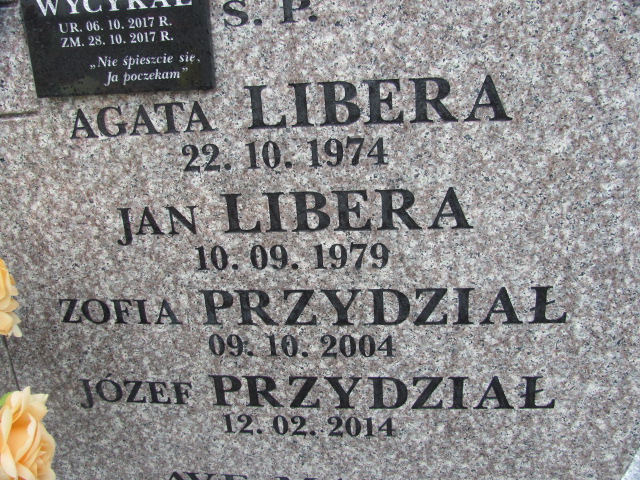 WYCYKAŁ
UR. 06. 10. 2017 R.
ZM. 28. 10. 2017 R.
„Nie śpieszcie się,
Ja poczekam”
Ś. P.
AGATA LIBERA
22. 10. 1974
JAN LIBERA
10. 09. 1979
ZOFIA PRZYDZIAŁ
09. 10. 2004
JÓZEF PRZYDZIAŁ
12. 02. 2014